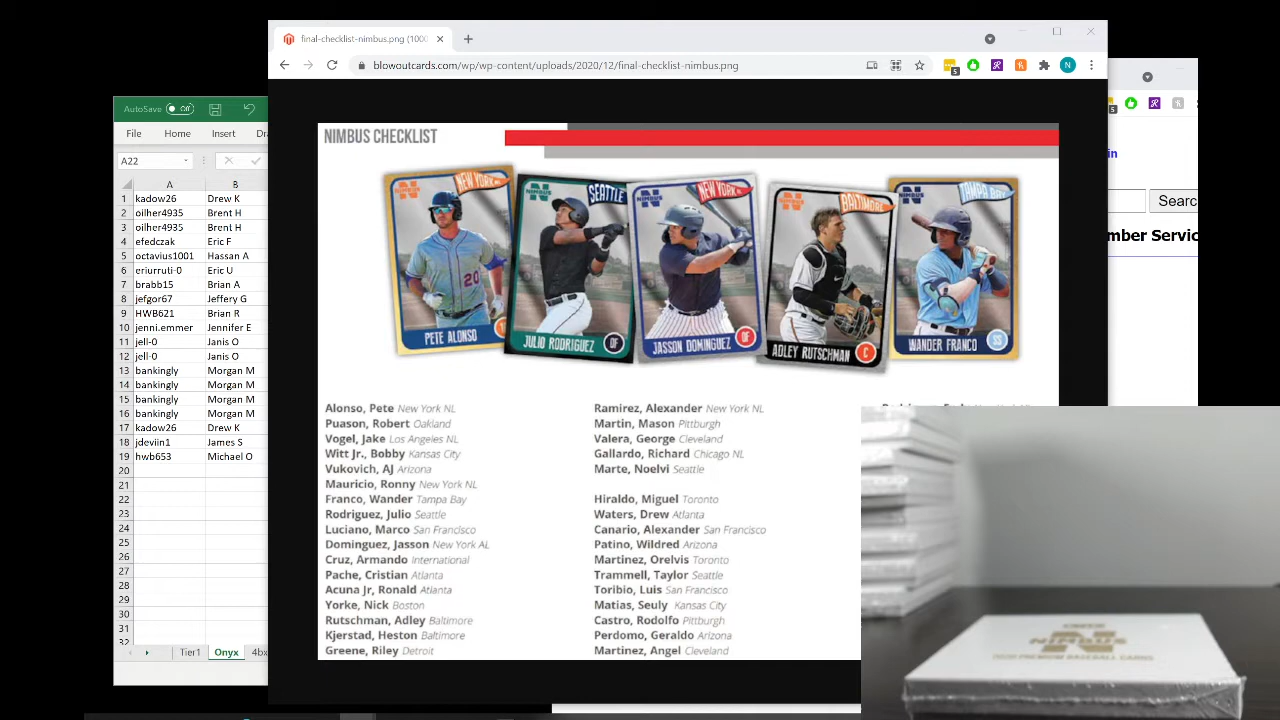 final-checklist-nimbus.png (1000
blowoutcards.com/wp/wp-content/uploads/2020/12/final-checklist-nimbus.png
5
N
AutoSave Off
File Home Insert
A22
A B
1 kadow26 Drew K
2 oilher4935 Brent H
3 oilher4935 Brent H
4 efedczak Eric F
5 octavius1001 Hassan A
6 eriurruti-0 Eric U
7 brabb15 Brian A
8 jefgor67 Jeffery G
9 HWB621 Brian R
10 jenni.emmer Jennifer E
11 jell-0 Janis O
12 jell-0 Janis O
13 bankingly Morgan M
14 bankingly Morgan M
15 bankingly Morgan M
16 bankingly Morgan M
17 kadow26 Drew K
18 jdeviin1 James S
19 hwb653 Michael O
20
21
22
23
24
25
26
27
28
29
30
31
32
Tier1 Onyx 4bx
NIMBUS CHECKLIST
NEW YORK
20
PETE ALONSO
SEATTLE
JULIO RODRIGUEZ OF
NEW YORK
JASSON DOMINGUEZ OF
BALTIMORE
ADLEY RUTSCHMAN C
TAMPA BAY
WANDER FRANCO SS
Alonso, Pete New York NL
Puason, Robert Oakland
Vogel, Jake Los Angeles NL
Witt Jr., Bobby Kansas City
Vukovich, AJ Arizona
Mauricio, Ronny New York NL
Franco, Wander Tampa Bay
Rodriguez, Julio Seattle
Luciano, Marco San Francisco
Dominguez, Jasson New York AL
Cruz, Armando International
Pache, Cristian Atlanta
Acuna Jr, Ronald Atlanta
Yorke, Nick Boston
Rutschman, Adley Baltimore
Kjerstad, Heston Baltimore
Greene, Riley Detroit
Ramirez, Alexander New York NL
Martin, Mason Pittburgh
Valera, George Cleveland
Gallardo, Richard Chicago NL
Marte, Noelvi Seattle
Hiraldo, Miguel Toronto
Waters, Drew Atlanta
Canario, Alexander San Francisco
Patino, Wildred Arizona
Martinez, Orelvis Toronto
Trammell, Taylor Seattle
Toribio, Luis San Francisco
Matias, Seuly Kansas City
Castro, Rodolfo Pittburgh
Perdomo, Geraldo Arizona
Martinez, Angel Cleveland
5
in
Searc
mber Servic
NIMBUS